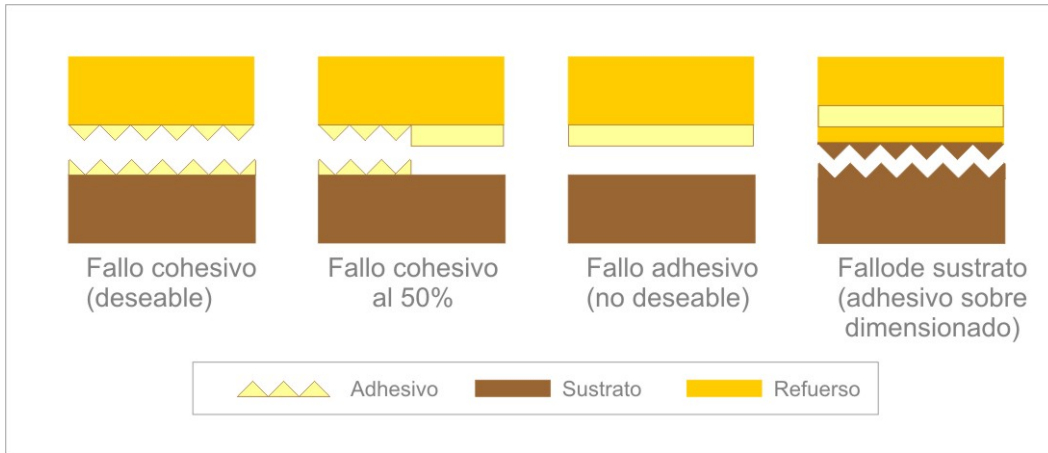 Fallo cohesivo
(deseable)
Fallo cohesivo
al 50%
Fallo adhesivo
(no deseable)
Fallode sustrato
(adhesivo sobre
dimensionado)
Adhesivo
Sustrato
Refuerso